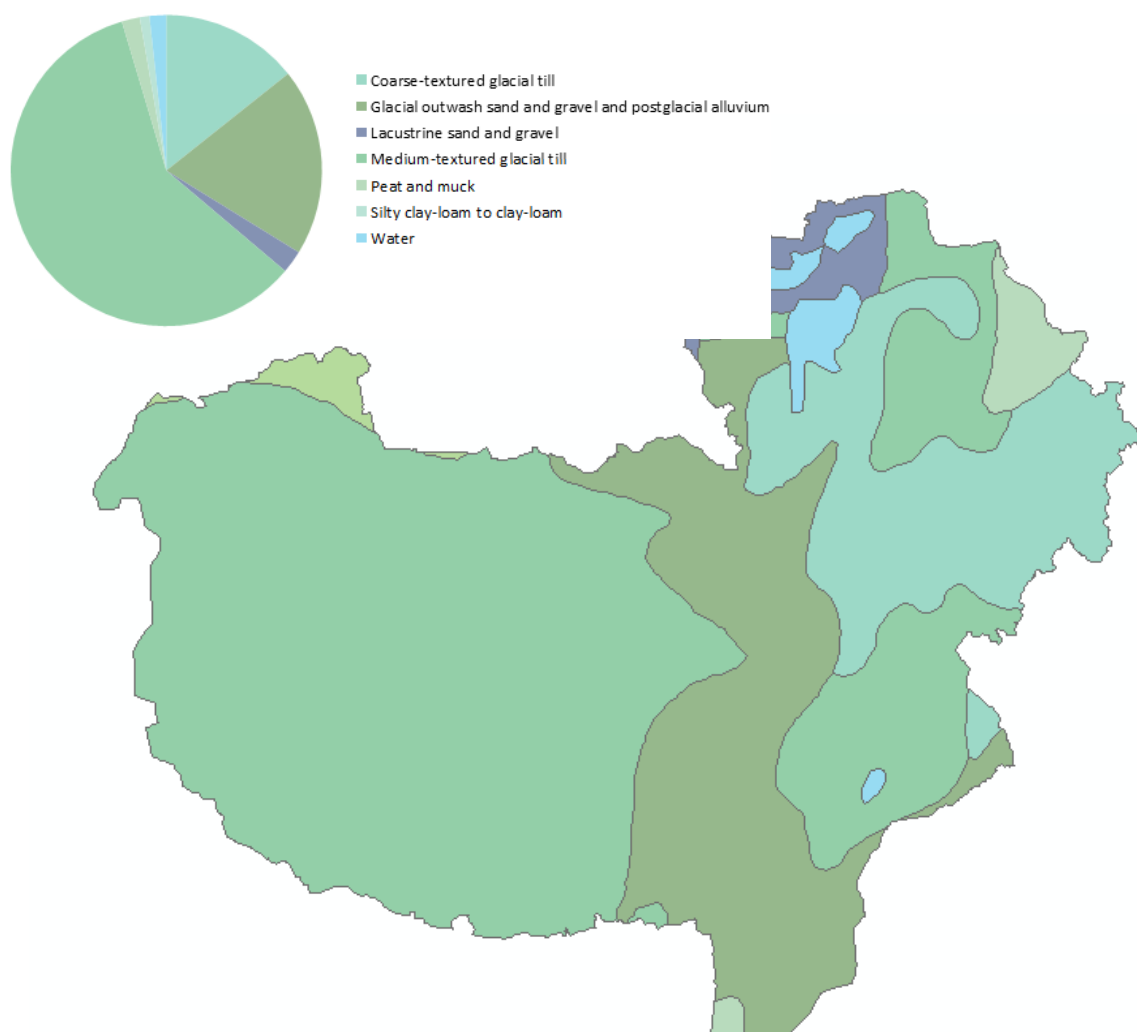 Coarse-textured glacial till
Glacial outwash sand and gravel and postglacial alluvium
Lacustrine sand and gravel
Medium-textured glacial till
Peat and muck
Silty clay-loam to clay-loam
Water